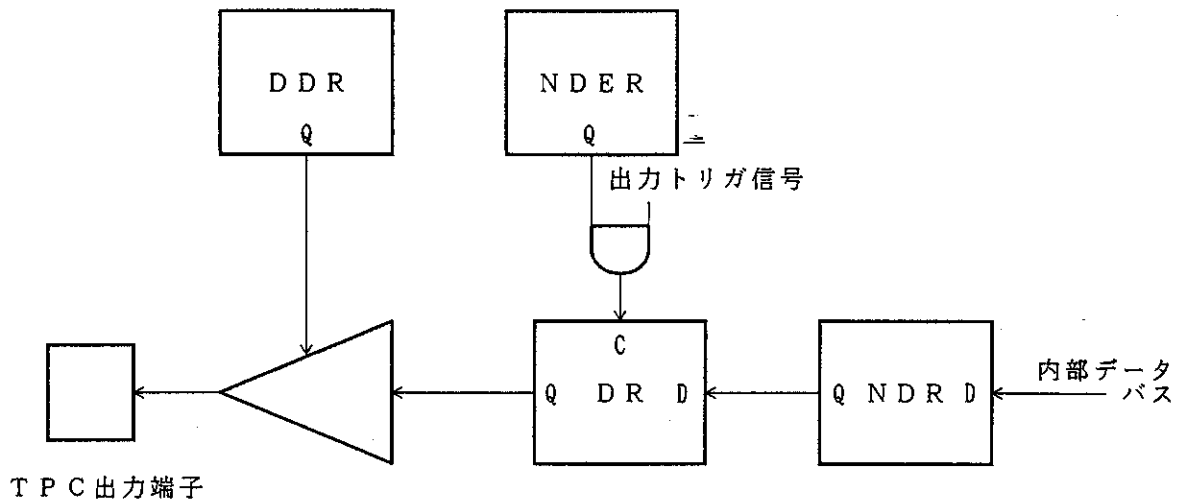 DDR
Q
NDER
Q
出力トリガ信号
C
Q DR D
Q NDR D
内部データ
バス
TPC出力端子